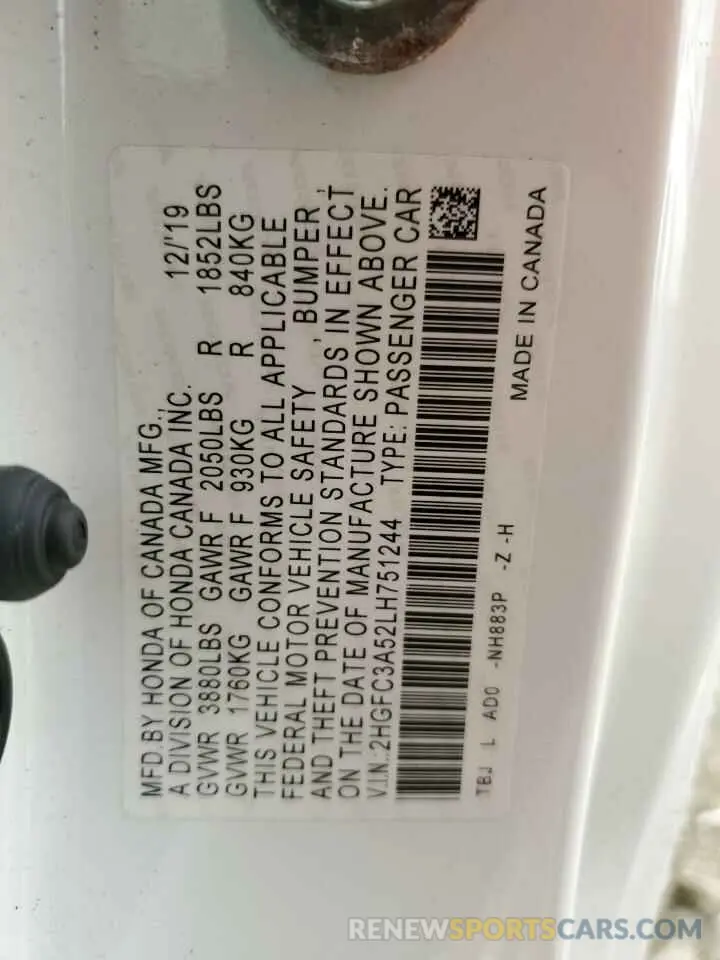 MFD.BY HONDA OF CANADA MFG.,
A DIVISION OF HONDA CANADA INC. 12/'19
GVWR 3880LBS GAWR F 2050LBS R 1852LBS
GVWR 1760KG GAWR F 930KG R 840KG
THIS VEHICLE CONFORMS TO ALL APPLICABLE
FEDERAL MOTOR VEHICLE SAFETY , BUMPER ,
AND THEFT PREVENTION STANDARDS IN EFFECT
ON THE DATE OF MANUFACTURE SHOWN ABOVE.
V.I.N.:2HGFC3A52LH751244 TYPE: PASSENGER CAR
TBJ L AD0 -NH883P -Z -H
MADE IN CANADA
RENEWSPORTSCARS.COM